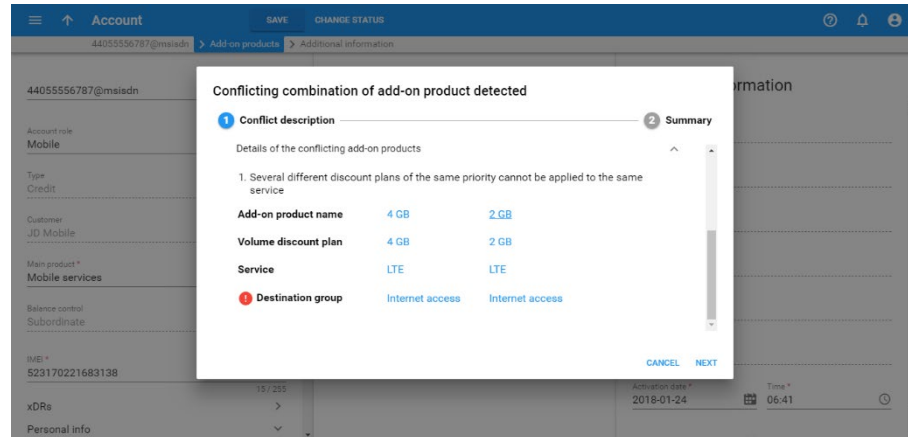 Account SAVE CHANGE STATUS
44055556787@msisdn Add-on products Additional information
44055556787@msisdn
Account role
Mobile
Type
Credit
Customer
JD Mobile
Main product *
Mobile services
Balance control
Subordinate
IMEI *
523170221683138
15 / 255
xDRs
Personal info
Conflicting combination of add-on product detected
1 Conflict description 2 Summary
Details of the conflicting add-on products
1. Several different discount plans of the same priority cannot be applied to the same
service
Add-on product name 4 GB 2 GB
Volume discount plan 4 GB 2 GB
Service LTE LTE
! Destination group Internet access Internet access
CANCEL NEXT
ormation
Activation date * Time *
2018-01-24 06:41